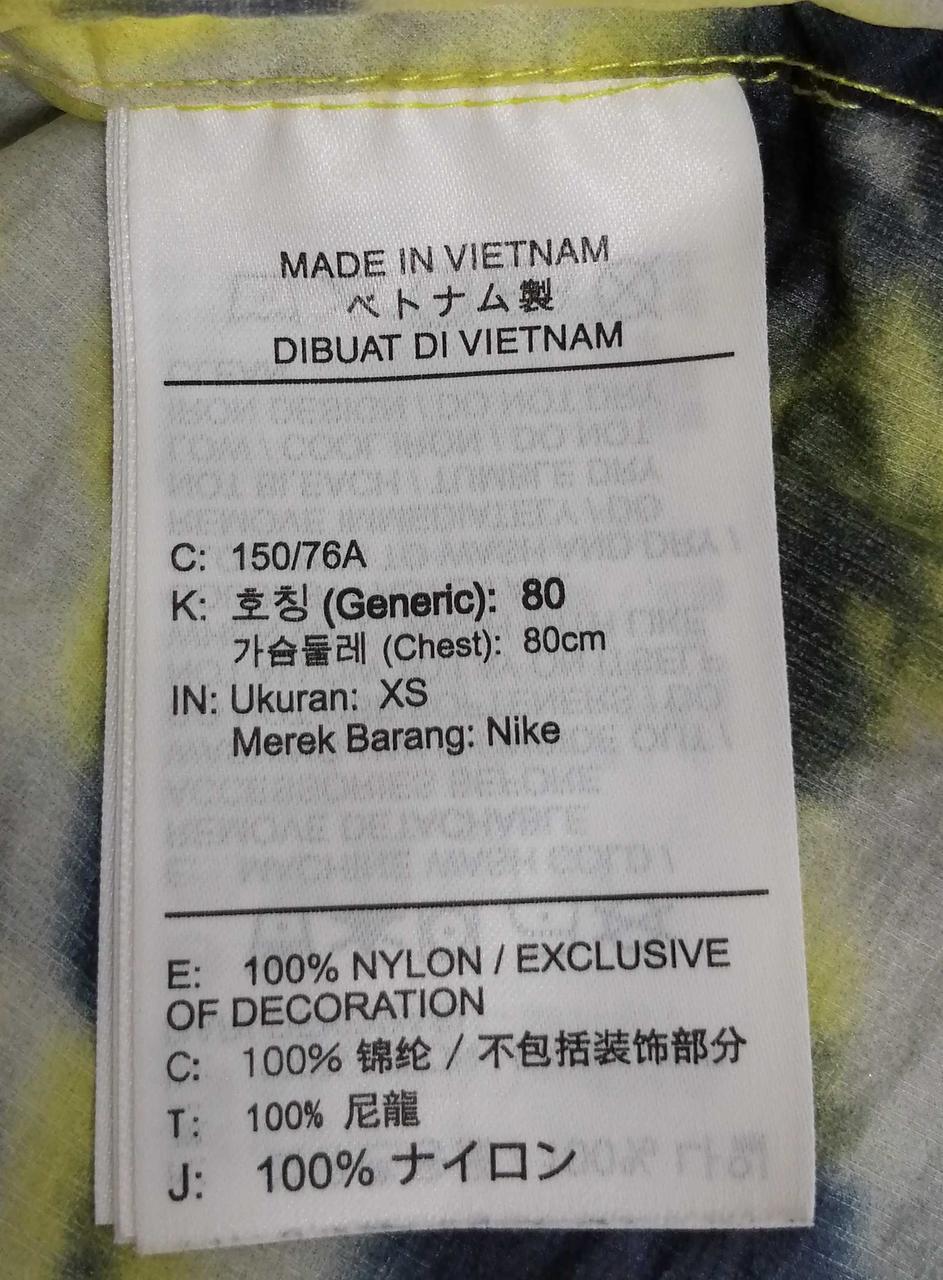 MADE IN VIETNAM
ベトナム製
DIBUAT DI VIETNAM
C: 150/76A
K: 호칭 (Generic): 80
가슴둘레 (Chest): 80cm
IN: Ukuran: XS
Merek Barang: Nike
E: 100% NYLON / EXCLUSIVE
OF DECORATION
C: 100% 锦纶 / 不包括装饰部分
T: 100% 尼龍
J: 100% ナイロン